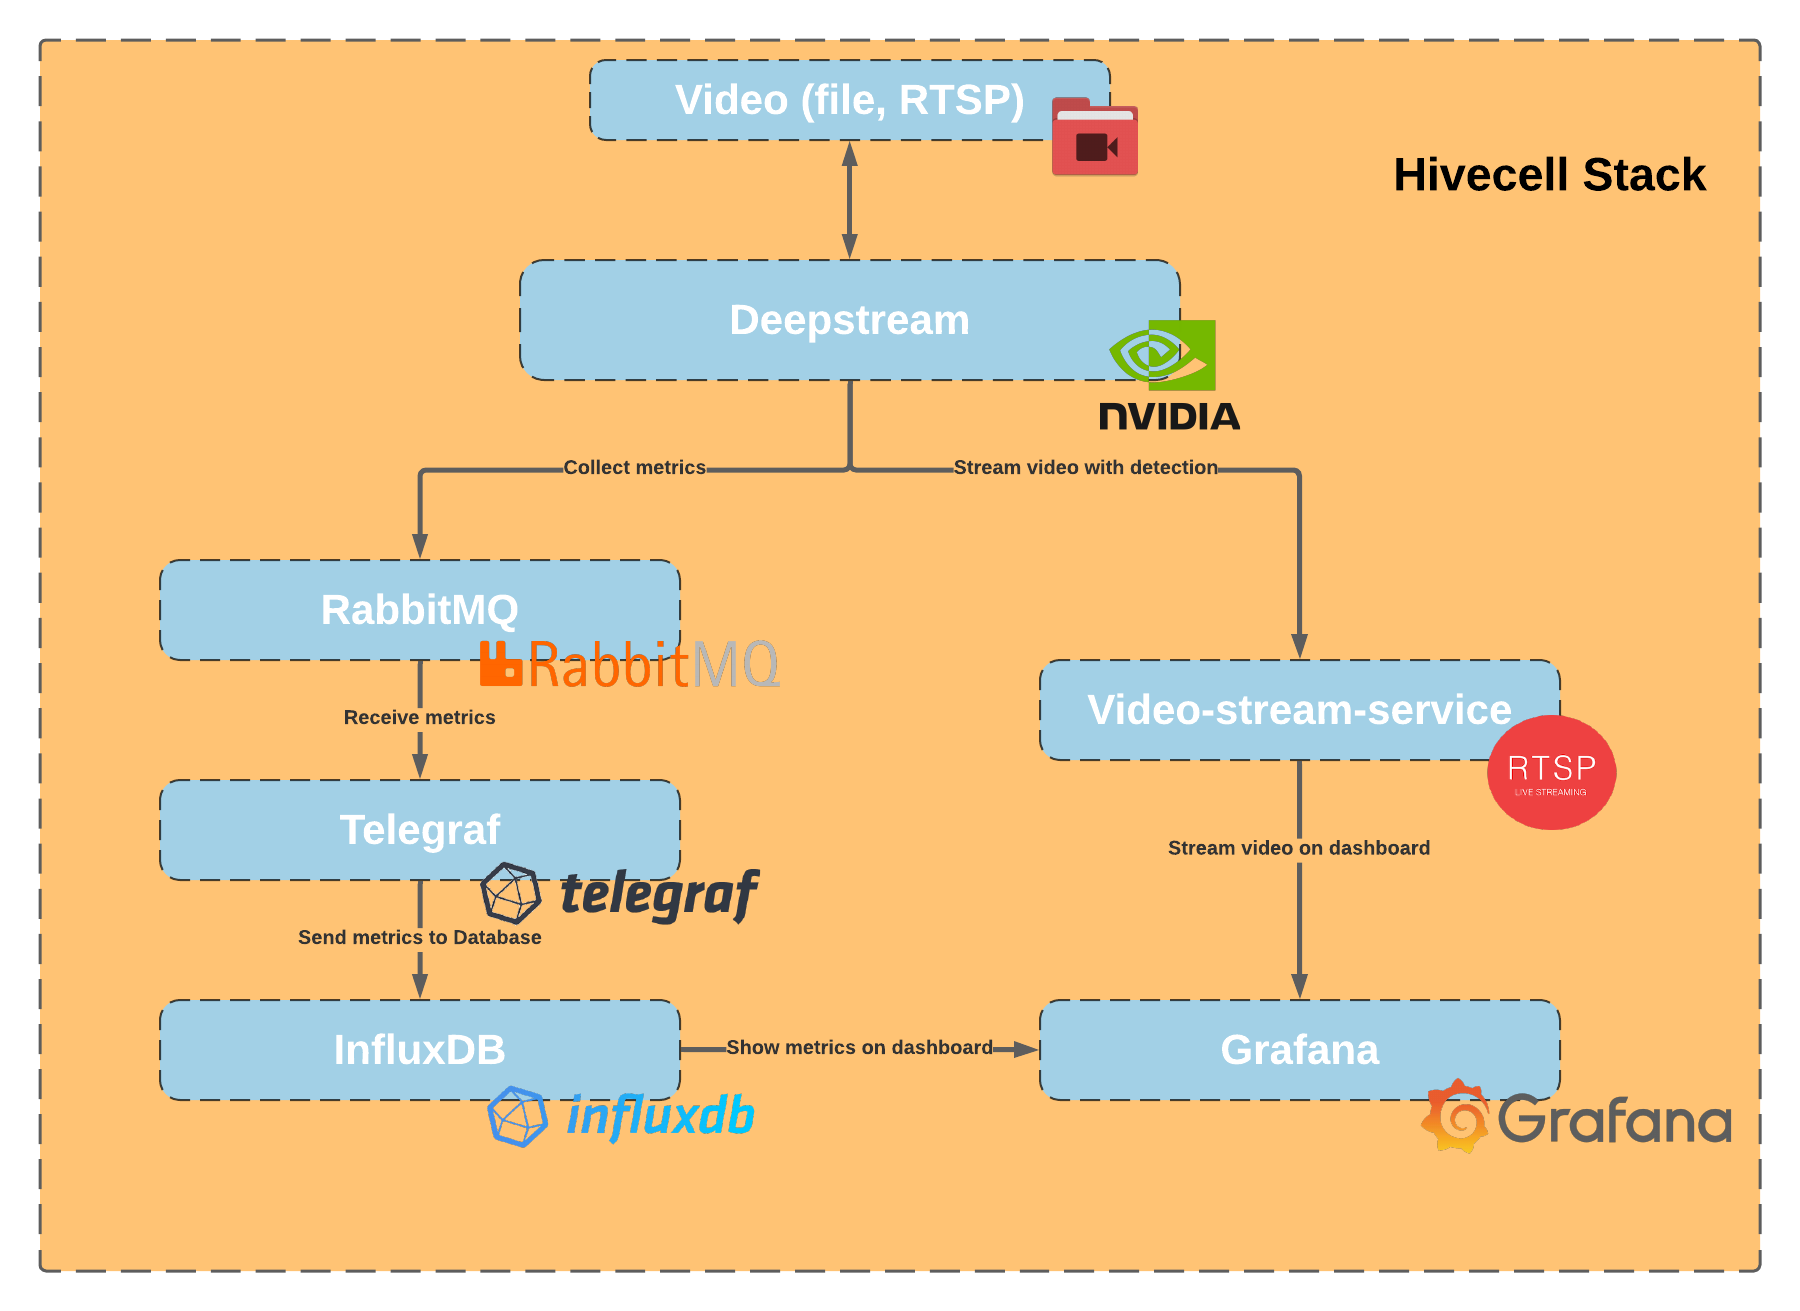 Video (file, RTSP)
Hivecell Stack
Deepstream
NVIDIA
Collect metrics
Stream video with detection
RabbitMQ
RabbitMQ
Receive metrics
Video-stream-service
RTSP
LIVE STREAMING
Telegraf
telegraf
Stream video on dashboard
Send metrics to Database
InfluxDB
influxdb
Show metrics on dashboard
Grafana
Grafana